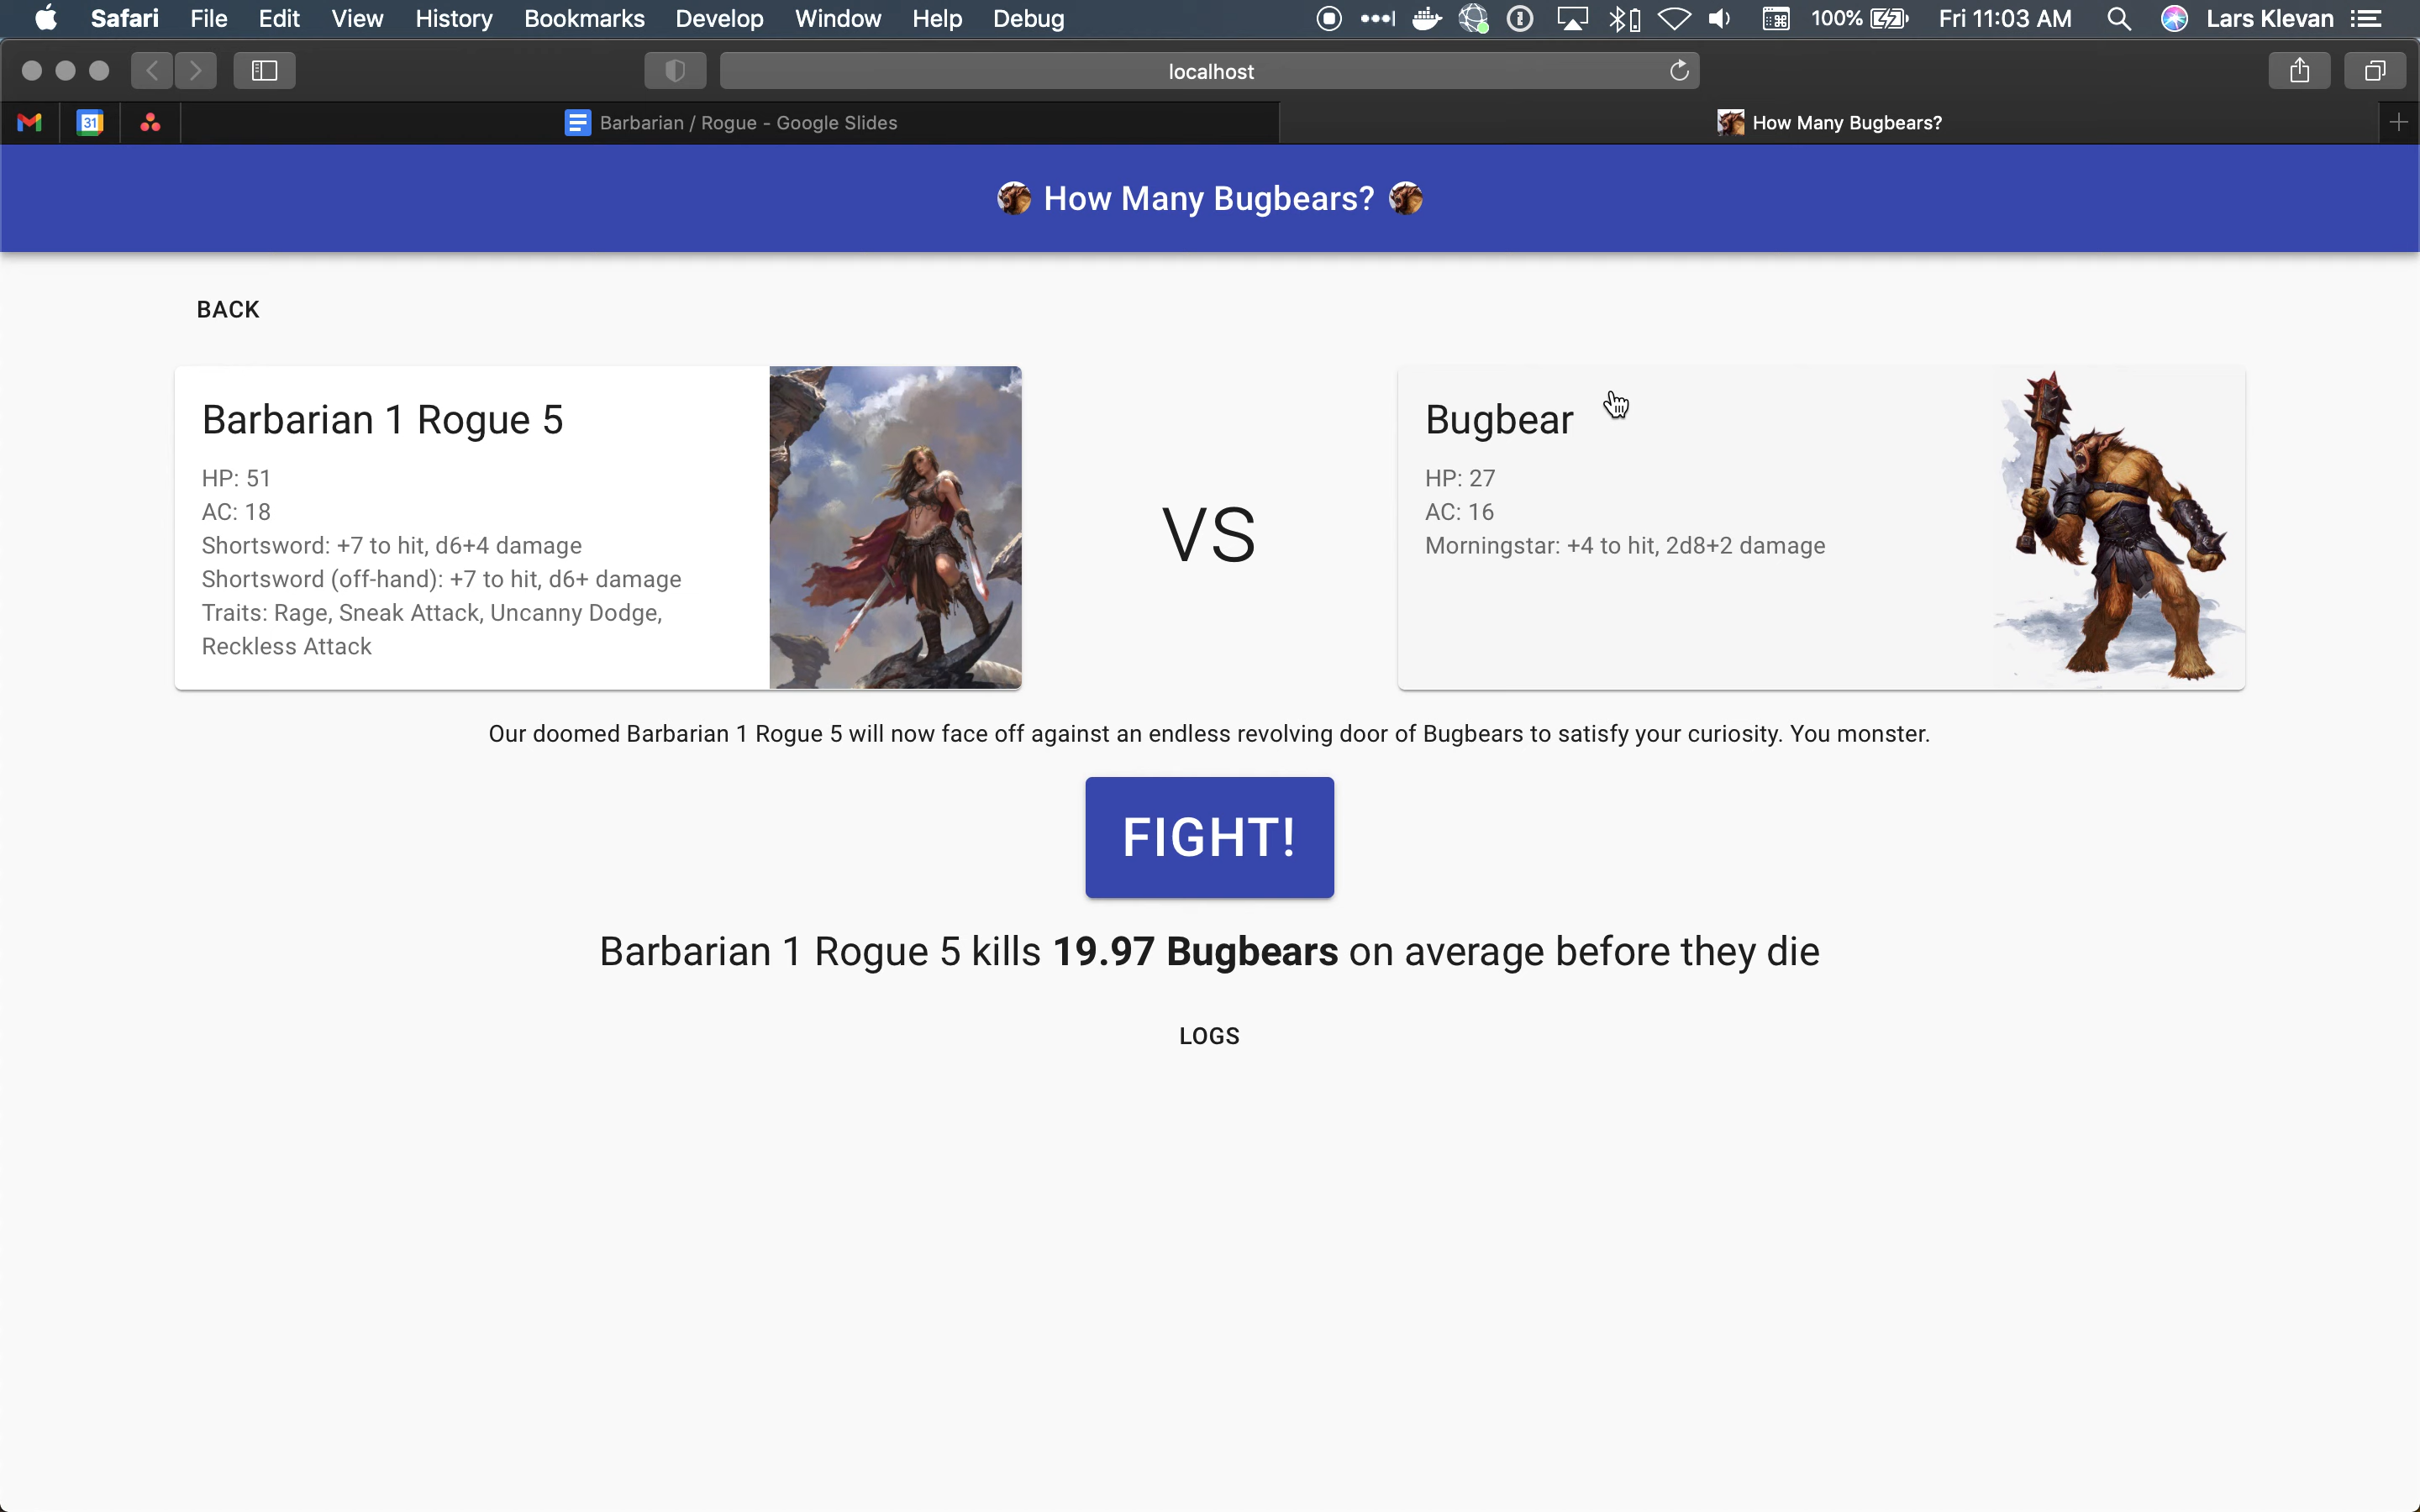 Safari File Edit View History Bookmarks Develop Window Help Debug 100% Fri 11:03 AM Lars Klevan
localhost
31 Barbarian / Rogue - Google Slides How Many Bugbears?
How Many Bugbears?
BACK
Barbarian 1 Rogue 5
HP: 51
AC: 18
Shortsword: +7 to hit, d6+4 damage
Shortsword (off-hand): +7 to hit, d6+ damage
Traits: Rage, Sneak Attack, Uncanny Dodge,
Reckless Attack
VS
Bugbear
HP: 27
AC: 16
Morningstar: +4 to hit, 2d8+2 damage
Our doomed Barbarian 1 Rogue 5 will now face off against an endless revolving door of Bugbears to satisfy your curiosity. You monster.
FIGHT!
Barbarian 1 Rogue 5 kills 19.97 Bugbears on average before they die
LOGS